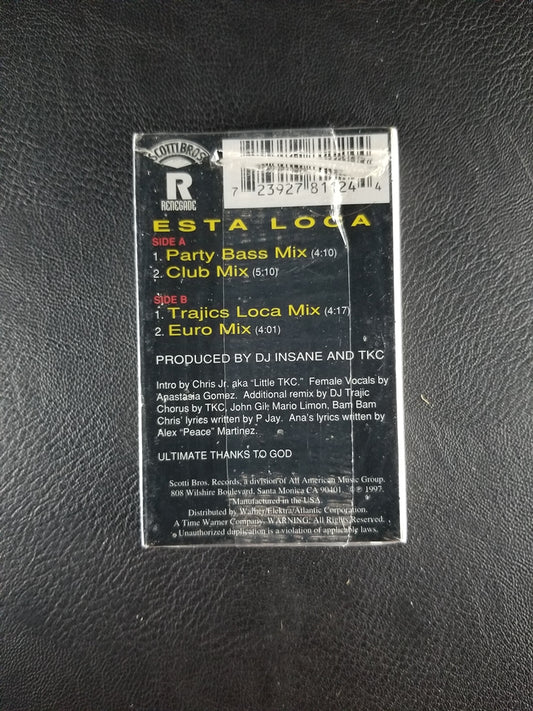 SCOTTI BROS
R
RENEGADE
7 23927 81124 4
ESTA LOCA
SIDE A
1. Party Bass Mix (4:10)
2. Club Mix (5:10)
SIDE B
1. Trajics Loca Mix (4:17)
2. Euro Mix (4:01)
PRODUCED BY DJ INSANE AND TKC
Intro by Chris Jr. aka “Little TKC.” Female Vocals by
Anastasia Gomez. Additional remix by DJ Trajic
Chorus by TKC, John Gil; Mario Limon, Bam Bam
Chris' lyrics written by P Jay. Ana's lyrics written by
Alex “Peace” Martinez.
ULTIMATE THANKS TO GOD
Scotti Bros. Records, a division of All American Music Group.
808 Wilshire Boulevard, Santa Monica CA 90401. ©℗ 1997.
Manufactured in the USA.
Distributed by Warner/Elektra/Atlantic Corporation.
A Time Warner Company. WARNING: All Rights Reserved.
Unauthorized duplication is a violation of applicable laws.